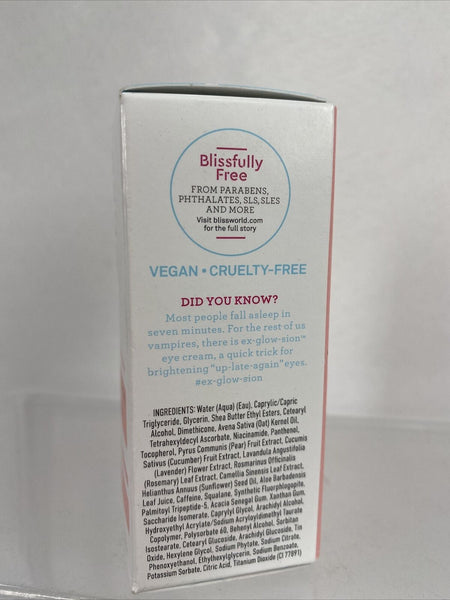 Blissfully
Free
FROM PARABENS,
PHTHALATES, SLS, SLES
AND MORE
Visit blissworld.com
for the full story
VEGAN • CRUELTY-FREE
DID YOU KNOW?
Most people fall asleep in
seven minutes. For the rest of us
vampires, there is ex-glow-sion™
eye cream, a quick trick for
brightening "up-late-again" eyes.
#ex-glow-sion
INGREDIENTS: Water (Aqua) (Eau), Caprylic/Capric
Triglyceride, Glycerin, Shea Butter Ethyl Esters, Cetearyl
Alcohol, Dimethicone, Avena Sativa (Oat) Kernel Oil,
Tetrahexyldecyl Ascorbate, Niacinamide, Panthenol,
Tocopherol, Pyrus Communis (Pear) Fruit Extract, Cucumis
Sativus (Cucumber) Fruit Extract, Lavandula Angustifolia
(Lavender) Flower Extract, Rosmarinus Officinalis
(Rosemary) Leaf Extract, Camellia Sinensis Leaf Extract,
Helianthus Annuus (Sunflower) Seed Oil, Aloe Barbadensis
Leaf Juice, Caffeine, Squalane, Synthetic Fluorphlogopite,
Palmitoyl Tripeptide-5, Acacia Senegal Gum, Xanthan Gum,
Saccharide Isomerate, Caprylyl Glycol, Arachidyl Alcohol,
Hydroxyethyl Acrylate/Sodium Acryloyldimethyl Taurate
Copolymer, Polysorbate 60, Behenyl Alcohol, Sorbitan
Isostearate, Cetearyl Glucoside, Arachidyl Glucoside, Tin
Oxide, Hexylene Glycol, Sodium Phytate, Sodium Citrate,
Phenoxyethanol, Ethylhexylglycerin, Sodium Benzoate,
Potassium Sorbate, Citric Acid, Titanium Dioxide (CI 77891)